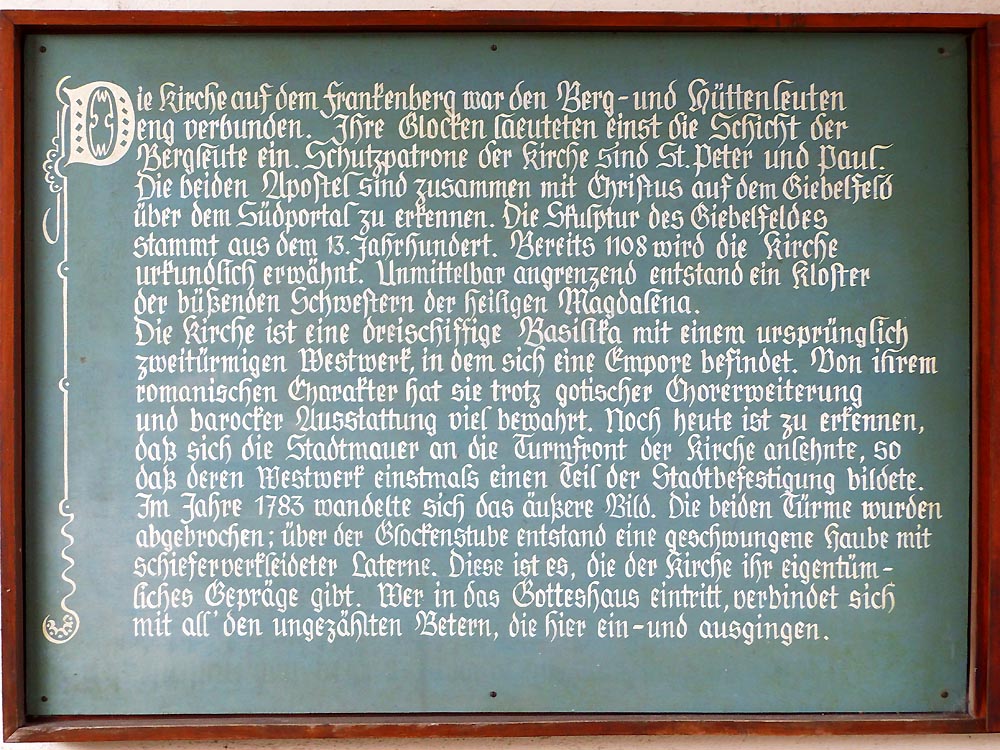 Die Kirche auf dem Frankenberg war den Berg- und Hüttenleuten
eng verbunden. Ihre Glocken laeuteten einst die Schicht der
Bergleute ein. Schutzpatrone der Kirche sind St. Peter und Paul.
Die beiden Apostel sind zusammen mit Christus auf dem Giebelfeld
über dem Südportal zu erkennen. Die Skulptur des Giebelfeldes
stammt aus dem 13. Jahrhundert. Bereits 1108 wird die Kirche
urkundlich erwähnt. Unmittelbar angrenzend entstand ein Kloster
der büßenden Schwestern der heiligen Magdalena.
Die Kirche ist eine dreischiffige Basilika mit einem ursprünglich
zweitürmigen Westwerk, in dem sich eine Empore befindet. Von ihrem
romanischen Charakter hat sie trotz gotischer Chorerweiterung
und barocker Ausstattung viel bewahrt. Noch heute ist zu erkennen,
daß sich die Stadtmauer an die Turmfront der Kirche anlehnte, so
daß deren Westwerk einstmals einen Teil der Stadtbefestigung bildete.
Im Jahre 1783 wandelte sich das äußere Bild. Die beiden Türme wurden
abgebrochen; über der Glockenstube entstand eine geschwungene Haube mit
schieferverkleideter Laterne. Diese ist es, die der Kirche ihr eigentüm-
liches Gepräge gibt. Wer in das Gotteshaus eintritt, verbindet sich
mit all' den ungezählten Betern, die hier ein- und ausgingen.